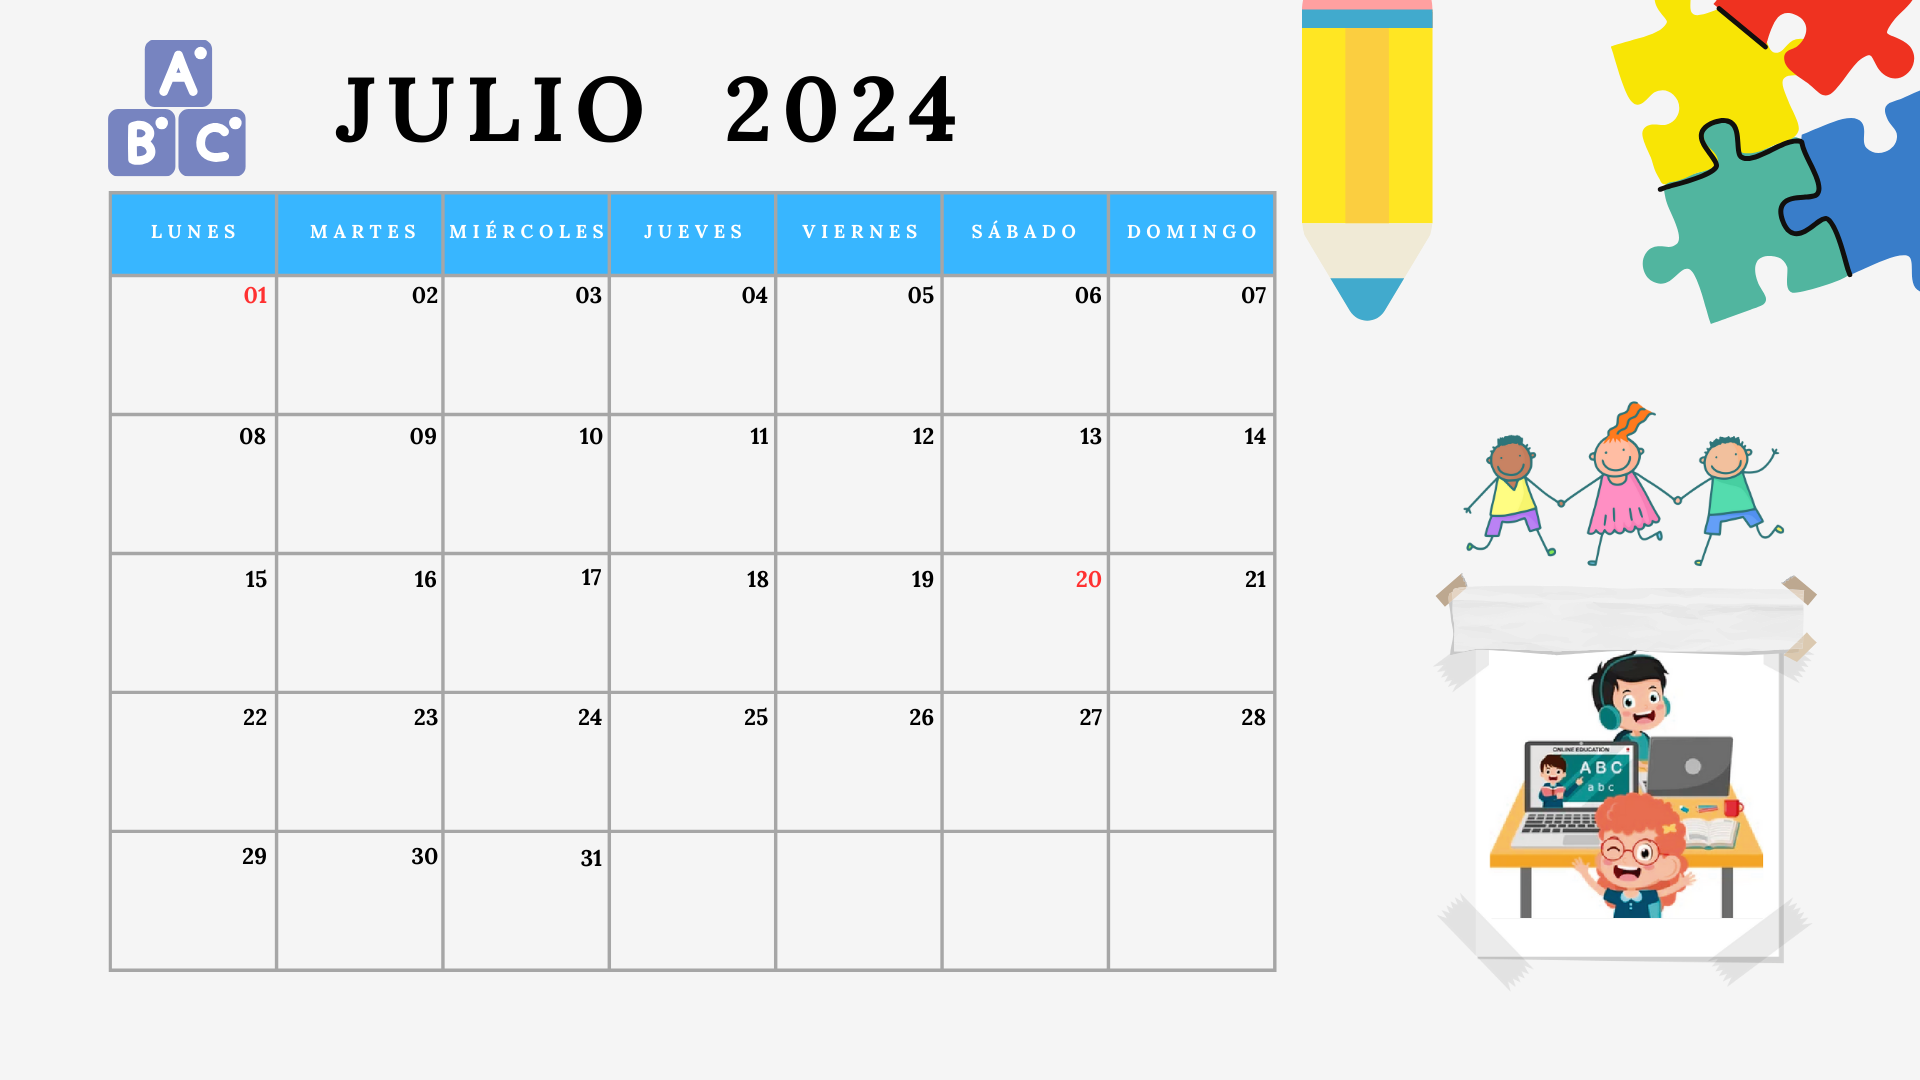 A
B C
JULIO 2024
LUNES MARTES MIÉRCOLES JUEVES VIERNES SÁBADO DOMINGO
01 02 03 04 05 06 07
08 09 10 11 12 13 14
15 16 17 18 19 20 21
22 23 24 25 26 27 28
29 30 31
ONLINE EDUCATION
ABC
abc